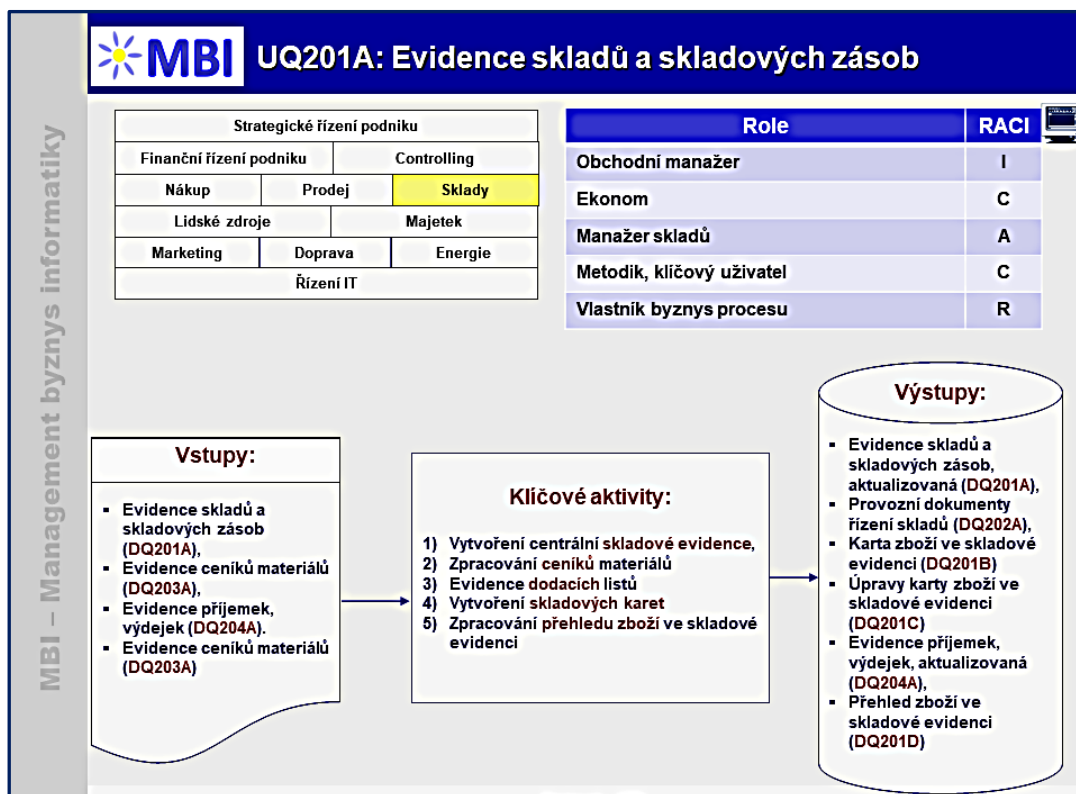 MBI
UQ201A: Evidence skladů a skladových zásob
MBI – Management byznys informatiky
Strategické řízení podniku
Finanční řízení podniku
Controlling
Nákup
Prodej
Sklady
Lidské zdroje
Majetek
Marketing
Doprava
Energie
Řízení IT
Role
RACI
Obchodní manažer
I
Ekonom
C
Manažer skladů
A
Metodik, klíčový uživatel
C
Vlastník byznys procesu
R
Vstupy:
▪ Evidence skladů a
skladových zásob
(DQ201A),
▪ Evidence ceníků materiálů
(DQ203A),
▪ Evidence příjemek,
výdejek (DQ204A).
▪ Evidence ceníků materiálů
(DQ203A)
Klíčové aktivity:
1) Vytvoření centrální skladové evidence,
2) Zpracování ceníků materiálů
3) Evidence dodacích listů
4) Vytvoření skladových karet
5) Zpracování přehledu zboží ve skladové
evidenci
Výstupy:
▪ Evidence skladů a
skladových zásob,
aktualizovaná (DQ201A),
▪ Provozní dokumenty
řízení skladů (DQ202A),
▪ Karta zboží ve skladové
evidenci (DQ201B)
▪ Úpravy karty zboží ve
skladové evidenci
(DQ201C)
▪ Evidence příjemek,
výdejek, aktualizovaná
(DQ204A),
▪ Přehled zboží ve
skladové evidenci
(DQ201D)